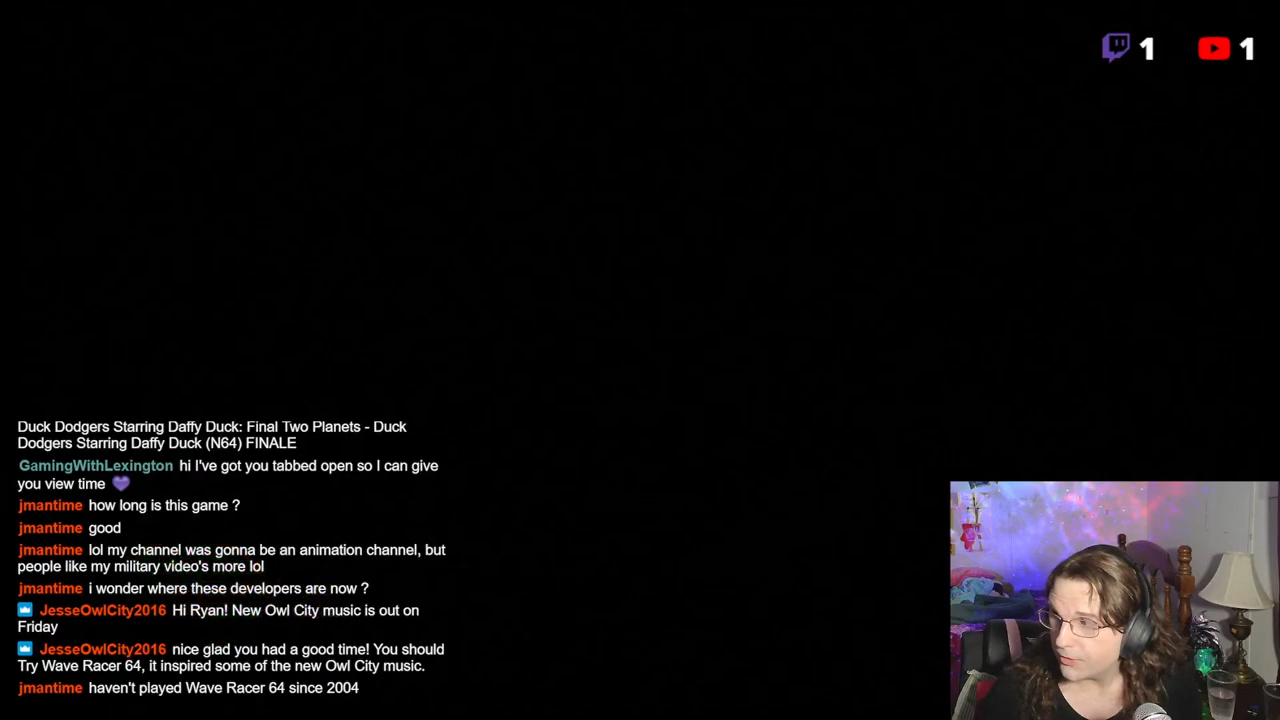 1 1
Duck Dodgers Starring Daffy Duck: Final Two Planets - Duck
Dodgers Starring Daffy Duck (N64) FINALE
GamingWithLexington hi I've got you tabbed open so I can give
you view time 💜
jmantime how long is this game ?
jmantime good
jmantime lol my channel was gonna be an animation channel, but
people like my military video's more lol
jmantime i wonder where these developers are now ?
JesseOwlCity2016 Hi Ryan! New Owl City music is out on
Friday
JesseOwlCity2016 nice glad you had a good time! You should
Try Wave Racer 64, it inspired some of the new Owl City music.
jmantime haven't played Wave Racer 64 since 2004